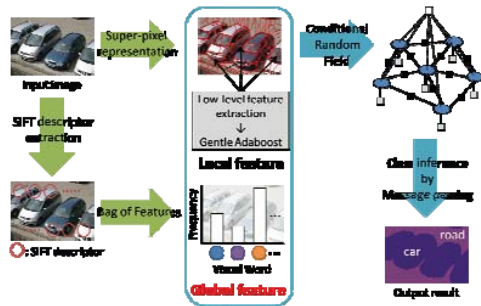 Super-pixel
representation
Input image
SIFT descriptor
extraction
Bag of Features
: SIFT descriptor
Low-level feature
extraction
Gentle Adaboost
Local feature
Frequency
...
Visual Word
Global feature
Conditional
Random
Field
Class inference
by
Message passing
road
car
Output result